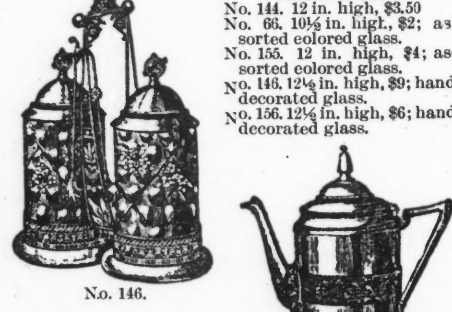 No. 144. 12 in. high, $3.50
No. 66. 10½ in. high, $2; as
sorted colored glass.
No. 155. 12 in. high, $4; as
sorted colored glass.
No. 146. 12½ in. high, $9; hand
decorated glass.
No. 156. 12½ in. high, $6; hand
decorated glass.
No. 146.